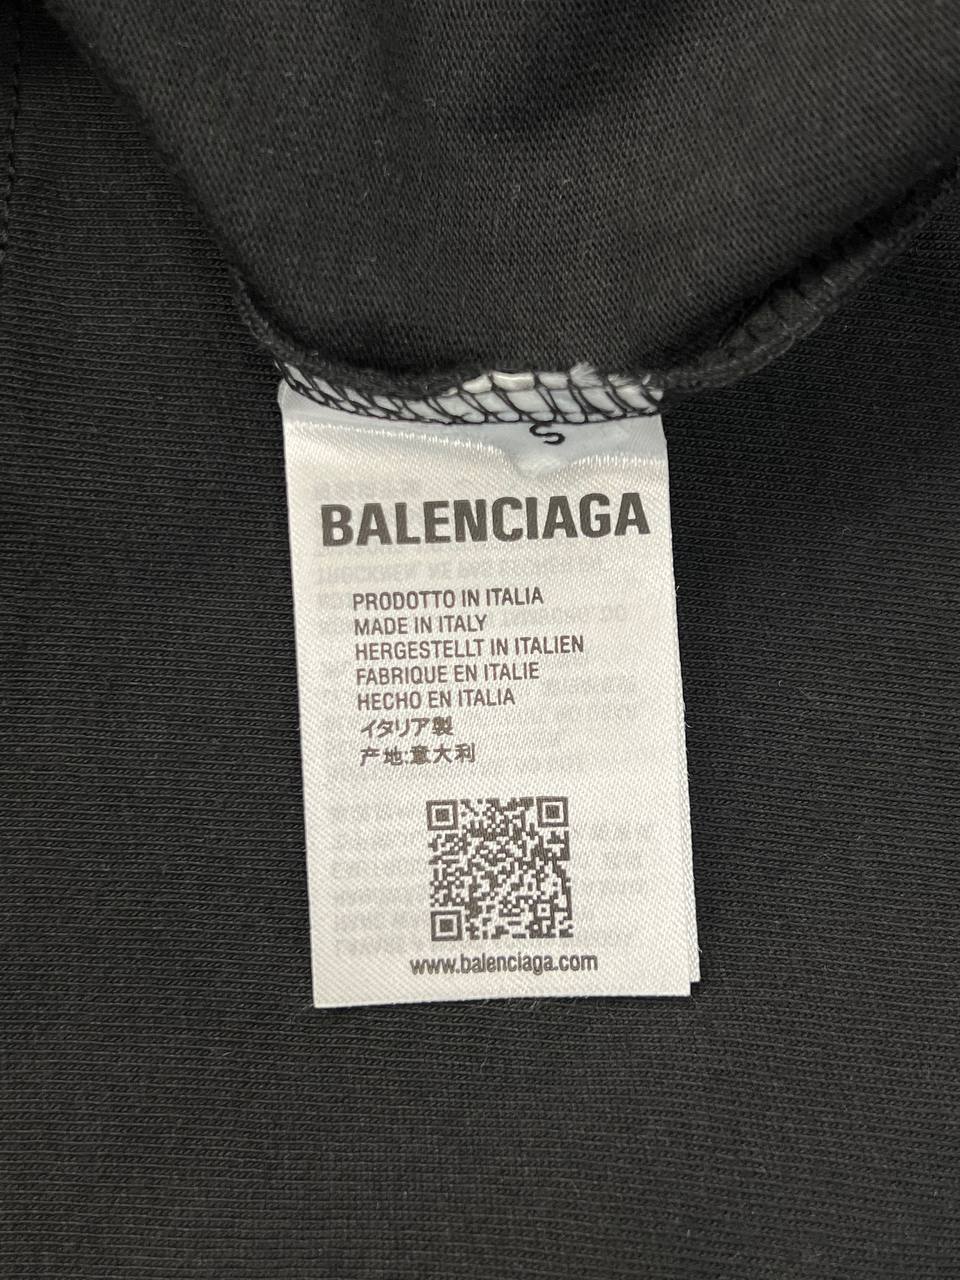 BALENCIAGA
PRODOTTO IN ITALIA
MADE IN ITALY
HERGESTELLT IN ITALIEN
FABRIQUE EN ITALIE
HECHO EN ITALIA
イタリア製
产地:意大利
www.balenciaga.com